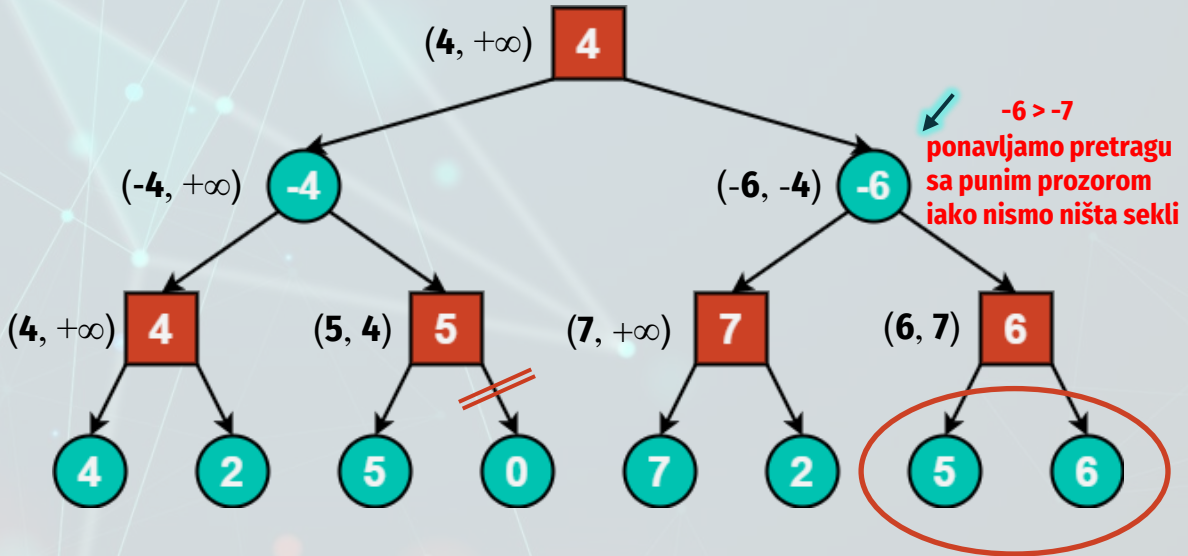 (4, +∞) 4
-6 > -7
ponavljamo pretragu
sa punim prozorom
iako nismo ništa sekli
(-4, +∞) -4 (-6, -4) -6
(4, +∞) 4 (5, 4) 5 (7, +∞) 7 (6, 7) 6
4 2 5 0 7 2 5 6